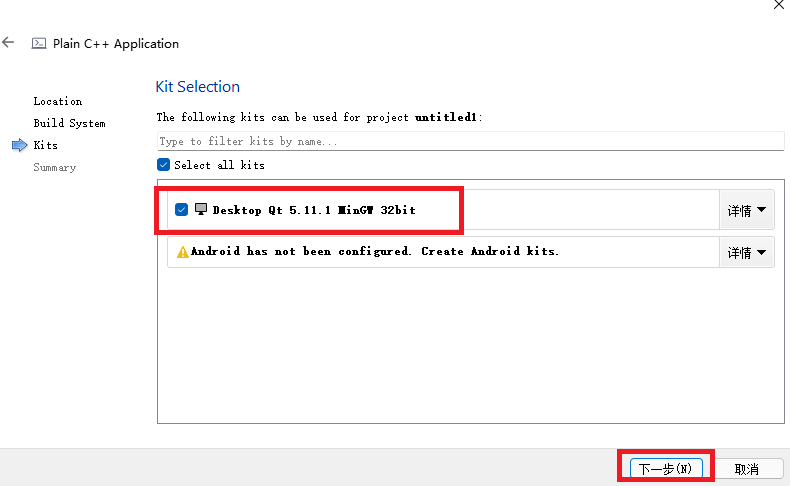 Plain C++ Application
Kit Selection
Location
Build System
Kits
Summary
The following kits can be used for project untitled1:
Type to filter kits by name...
Select all kits
Desktop Qt 5.11.1 MinGW 32bit
详情
Android has not been configured. Create Android kits.
详情
下一步(N)
取消